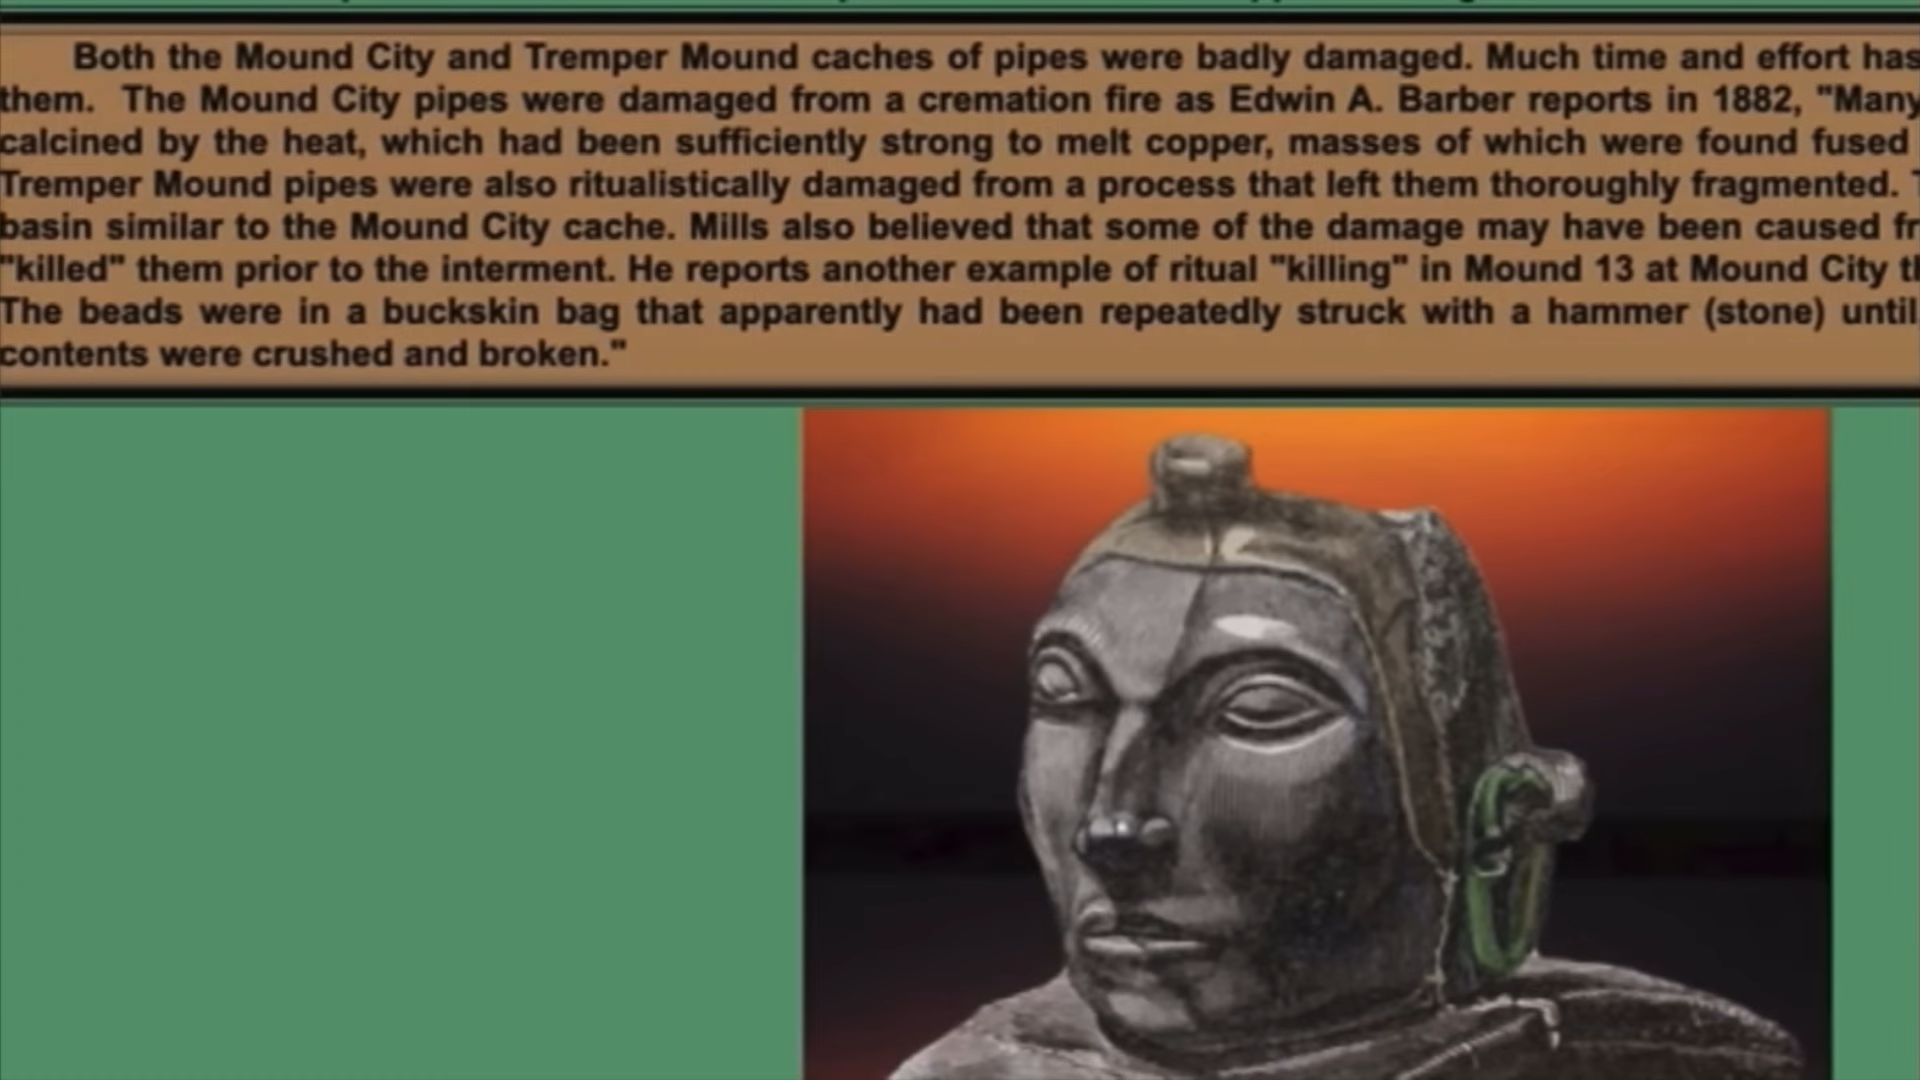 Both the Mound City and Tremper Mound caches of pipes were badly damaged. Much time and effort has
them. The Mound City pipes were damaged from a cremation fire as Edwin A. Barber reports in 1882, "Many
calcined by the heat, which had been sufficiently strong to melt copper, masses of which were found fused
Tremper Mound pipes were also ritualistically damaged from a process that left them thoroughly fragmented.
basin similar to the Mound City cache. Mills also believed that some of the damage may have been caused fr
"killed" them prior to the interment. He reports another example of ritual "killing" in Mound 13 at Mound City th
The beads were in a buckskin bag that apparently had been repeatedly struck with a hammer (stone) until
contents were crushed and broken."